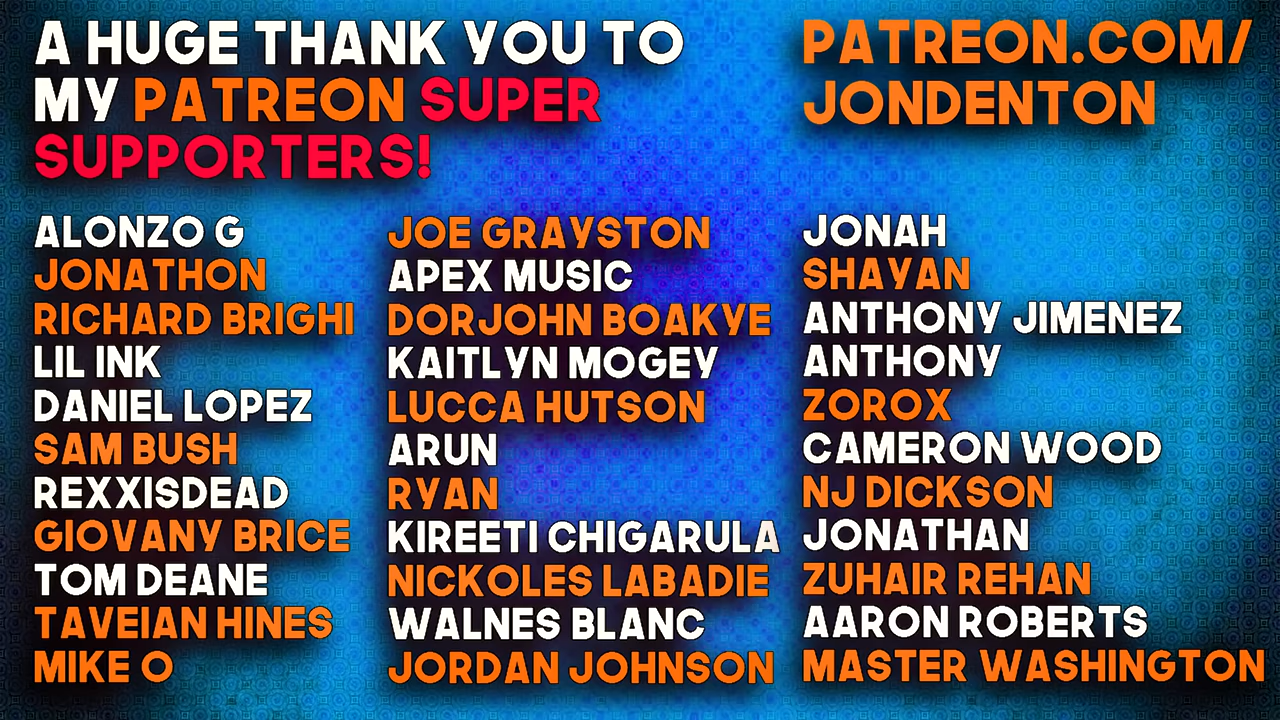 A HUGE THANK YOU TO
MY PATREON SUPER
SUPPORTERS!
PATREON.COM/
JONDENTON
ALONZO G
JONATHON
RICHARD BRIGHI
LIL INK
DANIEL LOPEZ
SAM BUSH
REXXISDEAD
GIOVANY BRICE
TOM DEANE
TAVEIAN HINES
MIKE O
JOE GRAYSTON
APEX MUSIC
DORJOHN BOAKYE
KAITLYN MOGEY
LUCCA HUTSON
ARUN
RYAN
KIREETI CHIGARULA
NICKOLES LABADIE
WALNES BLANC
JORDAN JOHNSON
JONAH
SHAYAN
ANTHONY JIMENEZ
ANTHONY
ZOROX
CAMERON WOOD
NJ DICKSON
JONATHAN
ZUHAIR REHAN
AARON ROBERTS
MASTER WASHINGTON